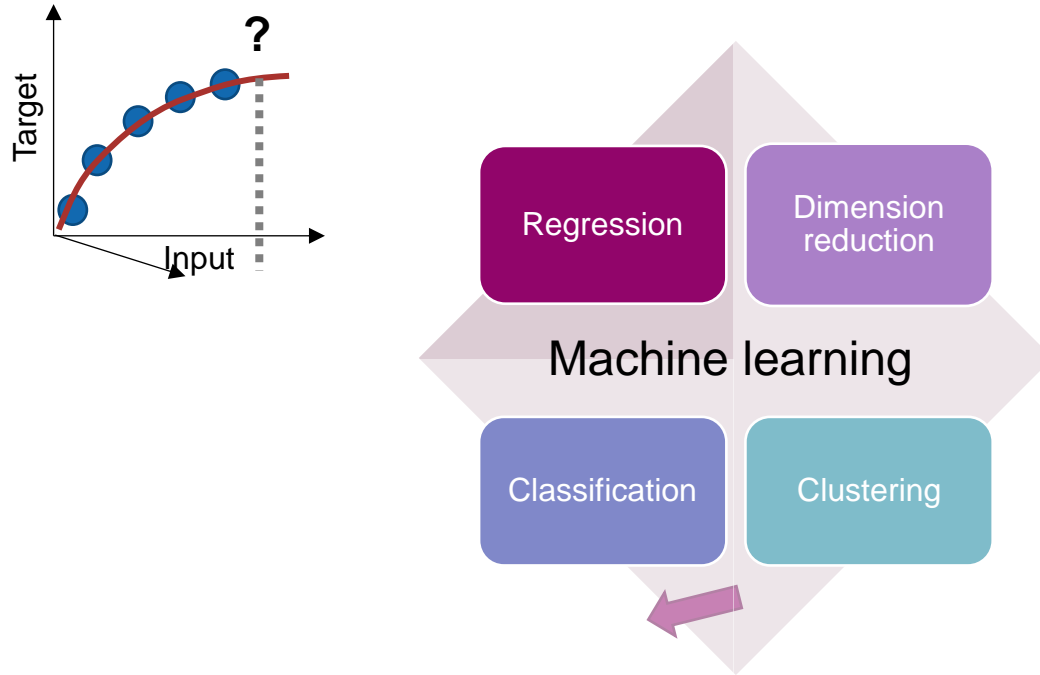 ?
Target
Input
Regression
Dimension
reduction
Machine learning
Classification
Clustering